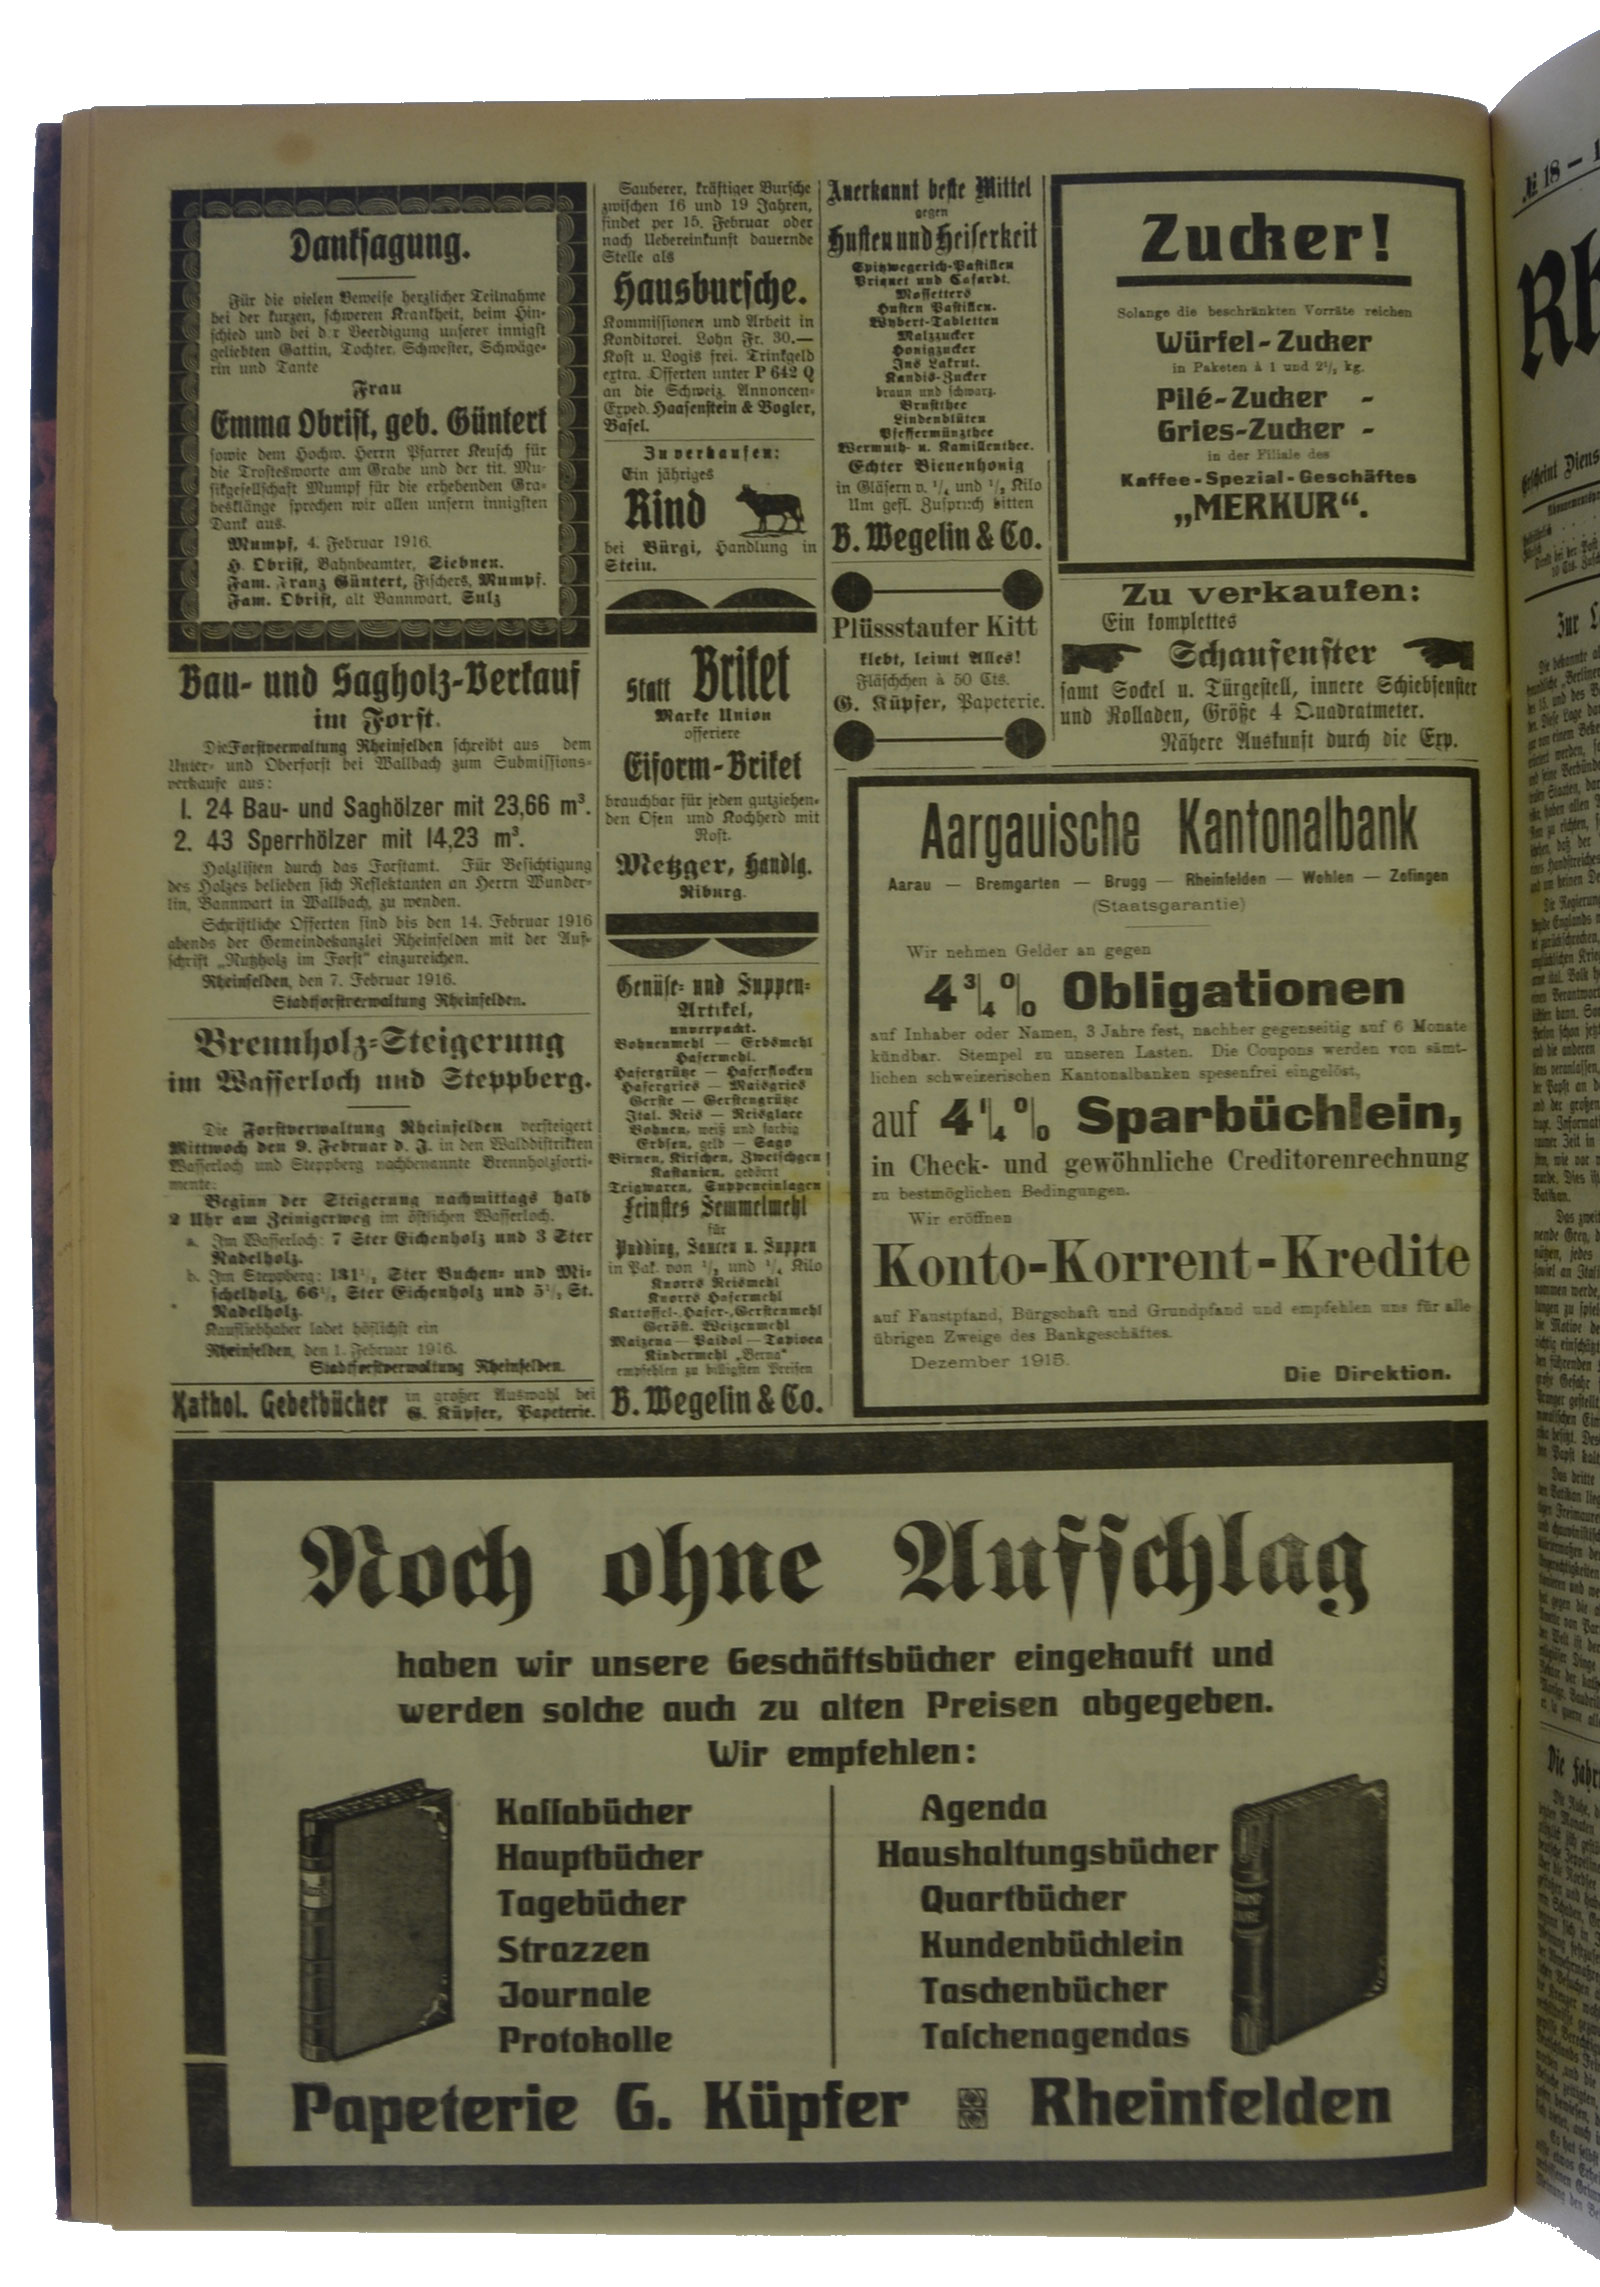 Danksagung.
Für die vielen Beweise herzlicher Teilnahme
bei der kurzen, schweren Krankheit, beim Hin-
schied und bei d.r Beerdigung unserer innigst
geliebten Gattin, Tochter, Schwester, Schwäge-
rin und Tante
Frau
Emma Obrist, geb. Güntert
sowie dem Hochw. Herrn Pfarrer Keusch für
die Trostesworte am Grabe und der tit. Mu-
sikgesellschaft Mumpf für die erhebenden Gra-
besklänge sprechen wir allen unsern innigsten
Dank aus.
Mumpf, 4. Februar 1916.
H. Obrist, Bahnbeamter, Siebnen.
Fam. Franz Güntert, Fischers, Mumpf.
Fam. Obrist, alt Bannwart, Sulz
Bau- und Sagholz-Verkauf
im Forst.
Die Forstverwaltung Rheinfelden schreibt aus dem
Unter- und Oberforst bei Wallbach zum Submissions-
verkaufe aus:
1. 24 Bau- und Saghölzer mit 23,66 m³.
2. 43 Sperrhölzer mit 14,23 m³.
Holzlisten durch das Forstamt. Für Besichtigung
des Holzes belieben sich Reflektanten an Herrn Wunder-
lin, Bannwart in Wallbach, zu wenden.
Schriftliche Offerten sind bis den 14. Februar 1916
abends der Gemeindekanzlei Rheinfelden mit der Auf-
schrift „Nutzholz im Forst" einzureichen.
Rheinfelden, den 7. Februar 1916.
Stadtforstverwaltung Rheinfelden.
Brennholz-Steigerung
im Wasserloch und Steppberg.
Die Forstverwaltung Rheinfelden versteigert
Mittwoch den 9. Februar d. J. in den Walddistrikten
Wasserloch und Steppberg nachbenannte Brennholzsorti-
mente:
Beginn der Steigerung nachmittags halb
2 Uhr am Zeinigerweg im östlichen Wasserloch.
a. Im Wasserloch: 7 Ster Eichenholz und 3 Ster
Nadelholz.
b. Im Steppberg: 131½ Ster Buchen- und Mi-
schelholz, 66½ Ster Eichenholz und 5½ St.
Nadelholz.
Kaufliebhaber ladet höflichst ein
Rheinfelden, den 1. Februar 1916.
Stadtforstverwaltung Rheinfelden.
Kathol. Gebetbücher in großer Auswahl bei
G. Küpfer, Papeterie.
Sauberer, kräftiger Bursche
zwischen 16 und 19 Jahren,
findet per 15. Februar oder
nach Uebereinkunft dauernde
Stelle als
Hausbursche.
Kommissionen und Arbeit in
Konditorei. Lohn Fr. 30.—
Kost u. Logis frei. Trinkgeld
extra. Offerten unter P 642 Q
an die Schweiz. Annoncen-
Exped. Haasenstein & Vogler,
Basel.
Zu verkaufen:
Ein jähriges
Rind
bei Bürgi, Handlung in
Stein.
Statt Briket
Marke Union
offeriere
Eiform-Briket
brauchbar für jeden gutziehen-
den Ofen und Kochherd mit
Rost.
Metzger, Handlg.
Riburg.
Gemüse- und Suppen-
Artikel,
unverpackt.
Bohnenmehl — Erbsmehl
Hafermehl.
Hafergrütze — Haferflocken
Hafergries — Maisgries
Gerste — Gerstengrütze
Ital. Reis — Reisglace
Bohnen, weiß und farbig
Erbsen, gelb — Sago
Birnen, Kirschen, Zwetschgen
Kastanien, gedörrt
Teigwaren, Suppeneinlagen
Feinstes Semmelmehl
für
Pudding, Saucen u. Suppen
in Pak. von ½ und ¼ Kilo
Knorrs Reismehl
Knorrs Hafermehl
Kartoffel-, Hafer-, Gerstenmehl
Geröst. Weizenmehl
Maizena — Paidol — Tapioca
Kindermehl „Berna"
empfehlen zu billigsten Preisen
B. Wegelin & Co.
Anerkannt beste Mittel
gegen
Husten und Heiserkeit
Spitzwegerich-Pastillen
Briquet und Cafardt.
Mossetters
Husten Pastillen.
Wybert-Tabletten
Malzzucker
Honigzucker
Jus Lakrut.
Kandis-Zucker
braun und schwarz.
Brustthee
Lindenblüten
Pfeffermünzthee
Wermuth- u. Kamillenthee.
Echter Bienenhonig
in Gläsern v. ¼ und ½ Kilo
Um gefl. Zuspruch bitten
B. Wegelin & Co.
Plüssstaufer Kitt
klebt, leimt Alles!
Fläschchen à 50 Cts.
G. Küpfer, Papeterie.
Zucker!
Solange die beschränkten Vorräte reichen
Würfel-Zucker
in Paketen à 1 und 2½ kg.
Pilé-Zucker -
Gries-Zucker -
in der Filiale des
Kaffee-Spezial-Geschäftes
„MERKUR".
Zu verkaufen:
Ein komplettes
Schaufenster
samt Sockel u. Türgestell, innere Schiebfenster
und Rolladen, Größe 4 Quadratmeter.
Nähere Auskunft durch die Exp.
Aargauische Kantonalbank
Aarau — Bremgarten — Brugg — Rheinfelden — Wohlen — Zofingen
(Staatsgarantie)
Wir nehmen Gelder an gegen
4¾% Obligationen
auf Inhaber oder Namen, 3 Jahre fest, nachher gegenseitig auf 6 Monate
kündbar. Stempel zu unseren Lasten. Die Coupons werden von sämt-
lichen schweizerischen Kantonalbanken spesenfrei eingelöst,
auf 4¼% Sparbüchlein,
in Check- und gewöhnliche Creditorenrechnung
zu bestmöglichen Bedingungen.
Wir eröffnen
Konto-Korrent-Kredite
auf Faustpfand, Bürgschaft und Grundpfand und empfehlen uns für alle
übrigen Zweige des Bankgeschäftes.
Dezember 1915.
Die Direktion.
Noch ohne Aufschlag
haben wir unsere Geschäftsbücher eingekauft und
werden solche auch zu alten Preisen abgegeben.
Wir empfehlen:
Kassabücher
Hauptbücher
Tagebücher
Strazzen
Journale
Protokolle
Agenda
Haushaltungsbücher
Quartbücher
Kundenbüchlein
Taschenbücher
Taschenagendas
Papeterie G. Küpfer Rheinfelden
№ 18 —
Rh
Erscheint Diens